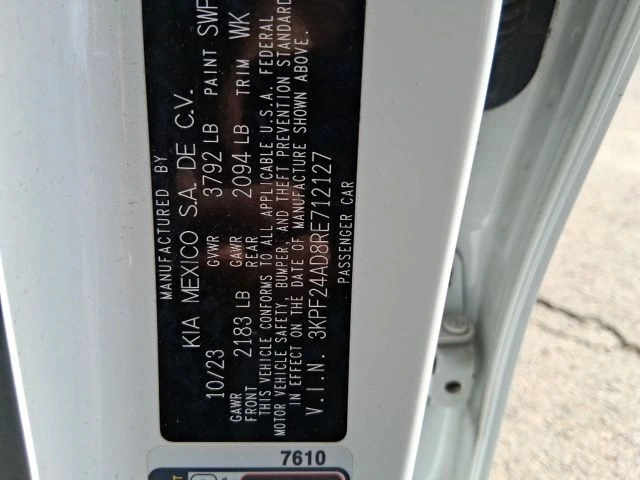 MANUFACTURED BY
KIA MEXICO S.A. DE C.V.
10/23 GVWR 3792 LB PAINT SWP
GAWR FRONT 2183 LB GAWR REAR 2094 LB TRIM WK
THIS VEHICLE CONFORMS TO ALL APPLICABLE U.S.A. FEDERAL
MOTOR VEHICLE SAFETY, BUMPER, AND THEFT PREVENTION STANDARD
IN EFFECT ON THE DATE OF MANUFACTURE SHOWN ABOVE.
V.I.N. 3KPF24AD8RE712127
PASSENGER CAR
7610